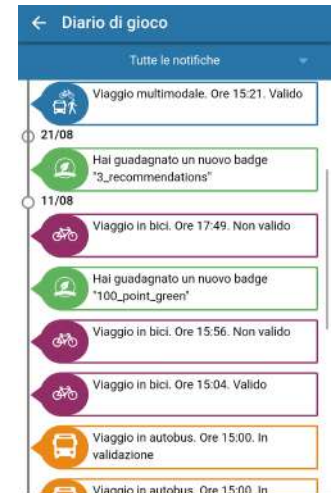 Diario di gioco
Tutte le notifiche
Viaggio multimodale. Ore 15:21. Valido
21/08
Hai guadagnato un nuovo badge
"3_recommendations"
11/08
Viaggio in bici. Ore 17:49. Non valido
Hai guadagnato un nuovo badge
"100_point_green"
Viaggio in bici. Ore 15:56. Non valido
Viaggio in bici. Ore 15:04. Valido
Viaggio in autobus. Ore 15:00. In
validazione
Viaggio in autobus. Ore 15:00. In